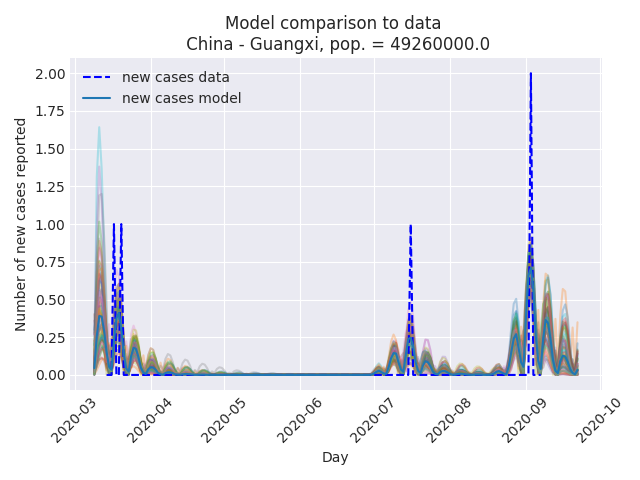 Model comparison to data
China - Guangxi, pop. = 49260000.0
new cases data
new cases model
Number of new cases reported
2.00
1.75
1.50
1.25
1.00
0.75
0.50
0.25
0.00
2020-03
2020-04
2020-05
2020-06
2020-07
2020-08
2020-09
2020-10
Day